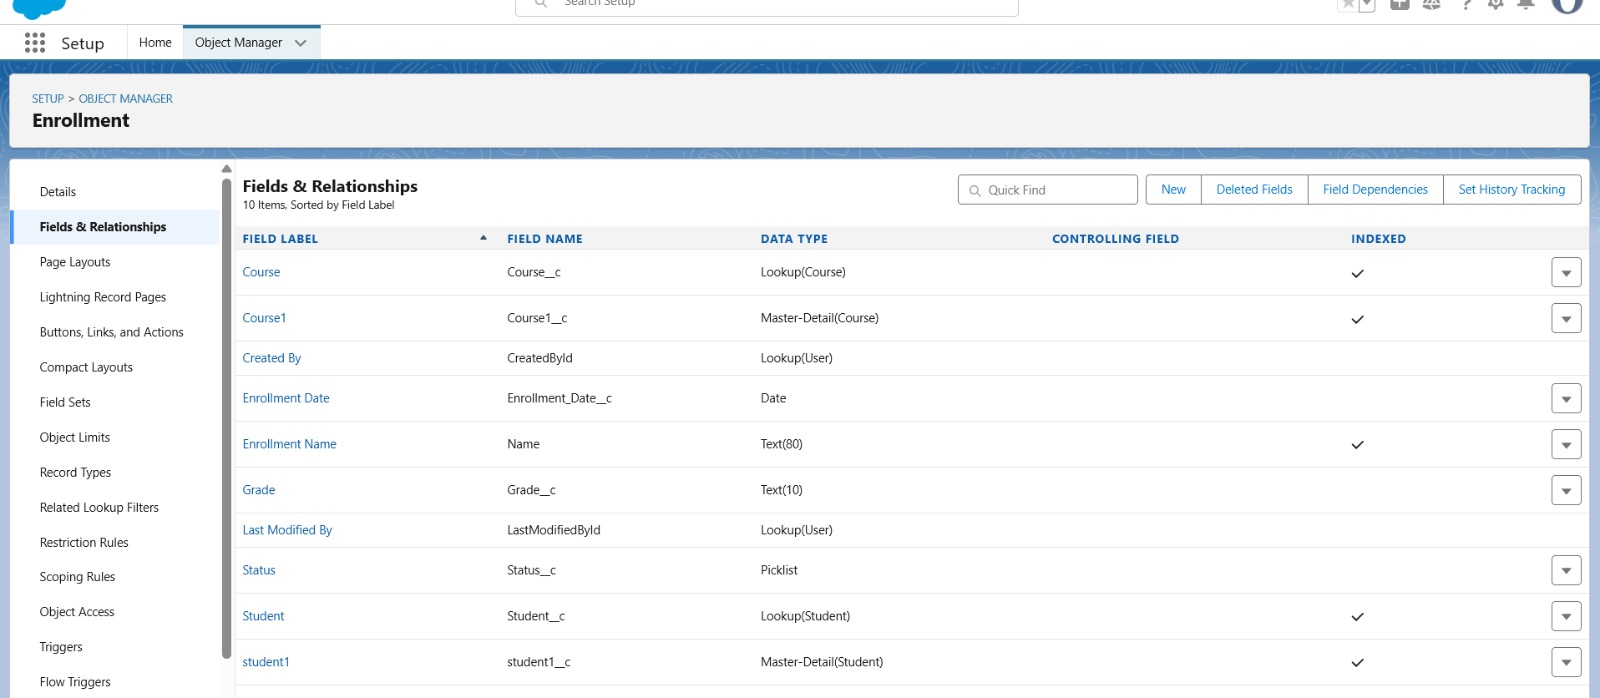 Search Setup
Setup Home Object Manager
SETUP > OBJECT MANAGER
Enrollment
Details
Fields & Relationships
Page Layouts
Lightning Record Pages
Buttons, Links, and Actions
Compact Layouts
Field Sets
Object Limits
Record Types
Related Lookup Filters
Restriction Rules
Scoping Rules
Object Access
Triggers
Flow Triggers
Fields & Relationships
10 Items, Sorted by Field Label
Quick Find New Deleted Fields Field Dependencies Set History Tracking
FIELD LABEL FIELD NAME DATA TYPE CONTROLLING FIELD INDEXED
Course Course__c Lookup(Course)
Course1 Course1__c Master-Detail(Course)
Created By CreatedById Lookup(User)
Enrollment Date Enrollment_Date__c Date
Enrollment Name Name Text(80)
Grade Grade__c Text(10)
Last Modified By LastModifiedById Lookup(User)
Status Status__c Picklist
Student Student__c Lookup(Student)
student1 student1__c Master-Detail(Student)